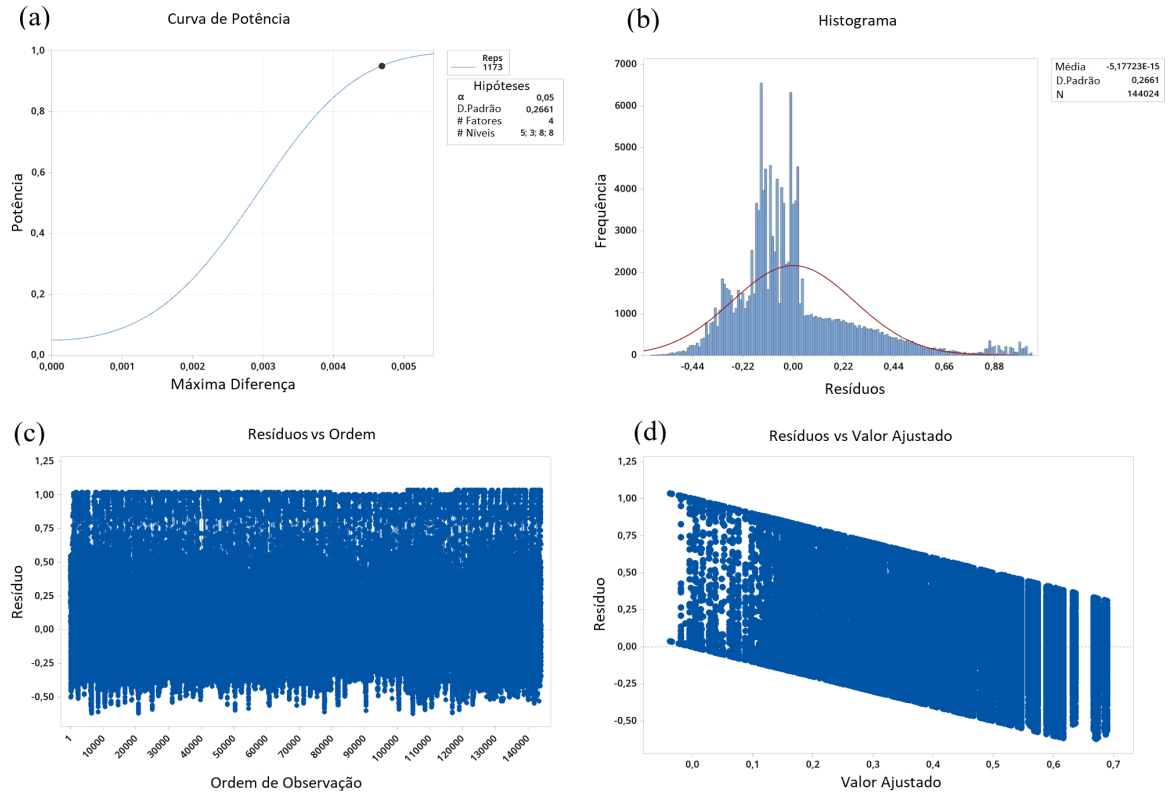 (a)
Curva de Potência
1,0
0,8
0,6
0,4
0,2
0,0
Potência
0,000 0,001 0,002 0,003 0,004 0,005
Máxima Diferença
Reps
1173
Hipóteses
α 0,05
D.Padrão 0,2661
# Fatores 4
# Níveis 5; 3; 8; 8
(b)
Histograma
7000
6000
5000
4000
3000
2000
1000
0
Frequência
-0,44 -0,22 0,00 0,22 0,44 0,66 0,88
Resíduos
Média -5,17723E-15
D.Padrão 0,2661
N 144024
(c)
Resíduos vs Ordem
1,25
1,00
0,75
0,50
0,25
0,00
-0,25
-0,50
Resíduo
1 10000 20000 30000 40000 50000 60000 70000 80000 90000 100000 110000 120000 130000 140000
Ordem de Observação
(d)
Resíduos vs Valor Ajustado
1,25
1,00
0,75
0,50
0,25
0,00
-0,25
-0,50
Resíduo
0,0 0,1 0,2 0,3 0,4 0,5 0,6 0,7
Valor Ajustado